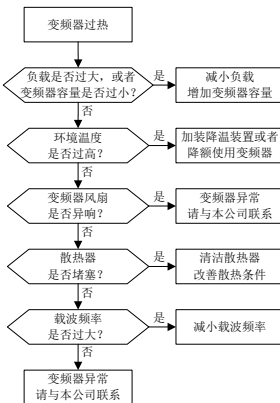 变频器过热
负载是否过大，或者
变频器容量是否过小？
是
减小负载
增加变频器容量
否
环境温度
是否过高？
是
加装降温装置或者
降额使用变频器
否
变频器风扇
是否异响？
是
变频器异常
请与本公司联系
否
散热器
是否堵塞？
是
清洁散热器
改善散热条件
否
载波频率
是否过大？
是
减小载波频率
否
变频器异常
请与本公司联系